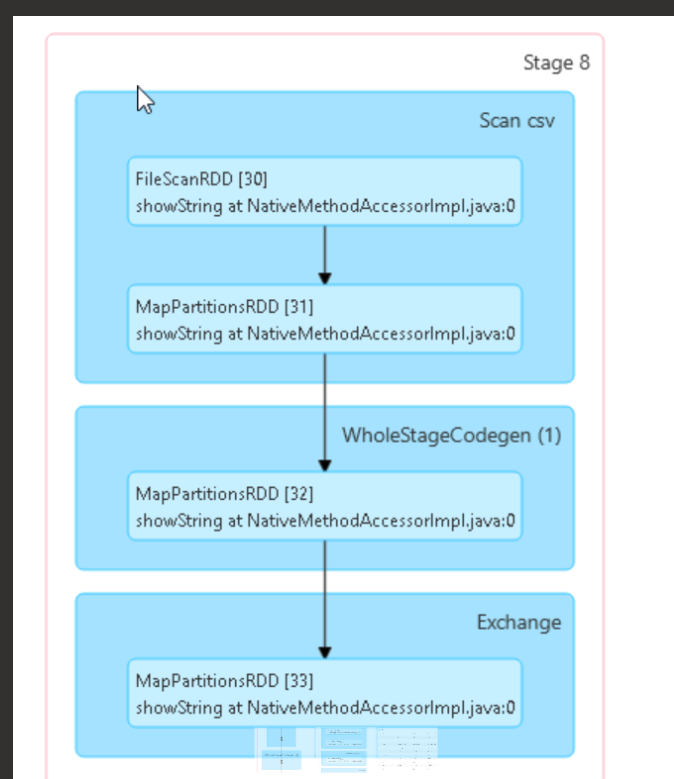 Stage 8
Scan csv
FileScanRDD [30]
showString at NativeMethodAccessorImpl.java:0
MapPartitionsRDD [31]
showString at NativeMethodAccessorImpl.java:0
WholeStageCodegen (1)
MapPartitionsRDD [32]
showString at NativeMethodAccessorImpl.java:0
Exchange
MapPartitionsRDD [33]
showString at NativeMethodAccessorImpl.java:0